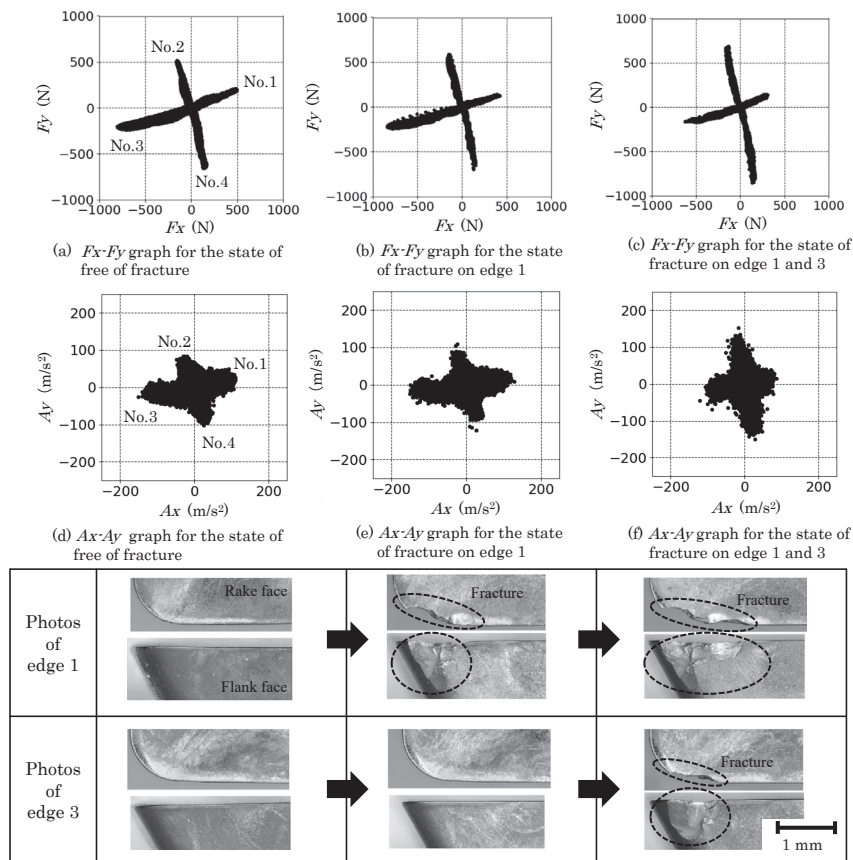 1000
500
0
−500
−1000
Fy (N)
−1000
−500
0
500
1000
Fx (N)
No.2
No.1
No.3
No.4
(a) Fx-Fy graph for the state of
free of fracture
1000
500
0
−500
−1000
Fy (N)
−1000
−500
0
500
1000
Fx (N)
(b) Fx-Fy graph for the state
of fracture on edge 1
1000
500
0
−500
−1000
Fy (N)
−1000
−500
0
500
1000
Fx (N)
(c) Fx-Fy graph for the state of
fracture on edge 1 and 3
200
100
0
−100
−200
Ay (m/s²)
−200
0
200
Ax (m/s²)
No.2
No.1
No.3
No.4
(d) Ax-Ay graph for the state of
free of fracture
200
100
0
−100
−200
Ay (m/s²)
−200
0
200
Ax (m/s²)
(e) Ax-Ay graph for the state
of fracture on edge 1
200
100
0
−100
−200
Ay (m/s²)
−200
0
200
Ax (m/s²)
(f) Ax-Ay graph for the state of
fracture on edge 1 and 3
Photos
of
edge 1
Rake face
Flank face
Fracture
Fracture
Photos
of
edge 3
Fracture
1 mm